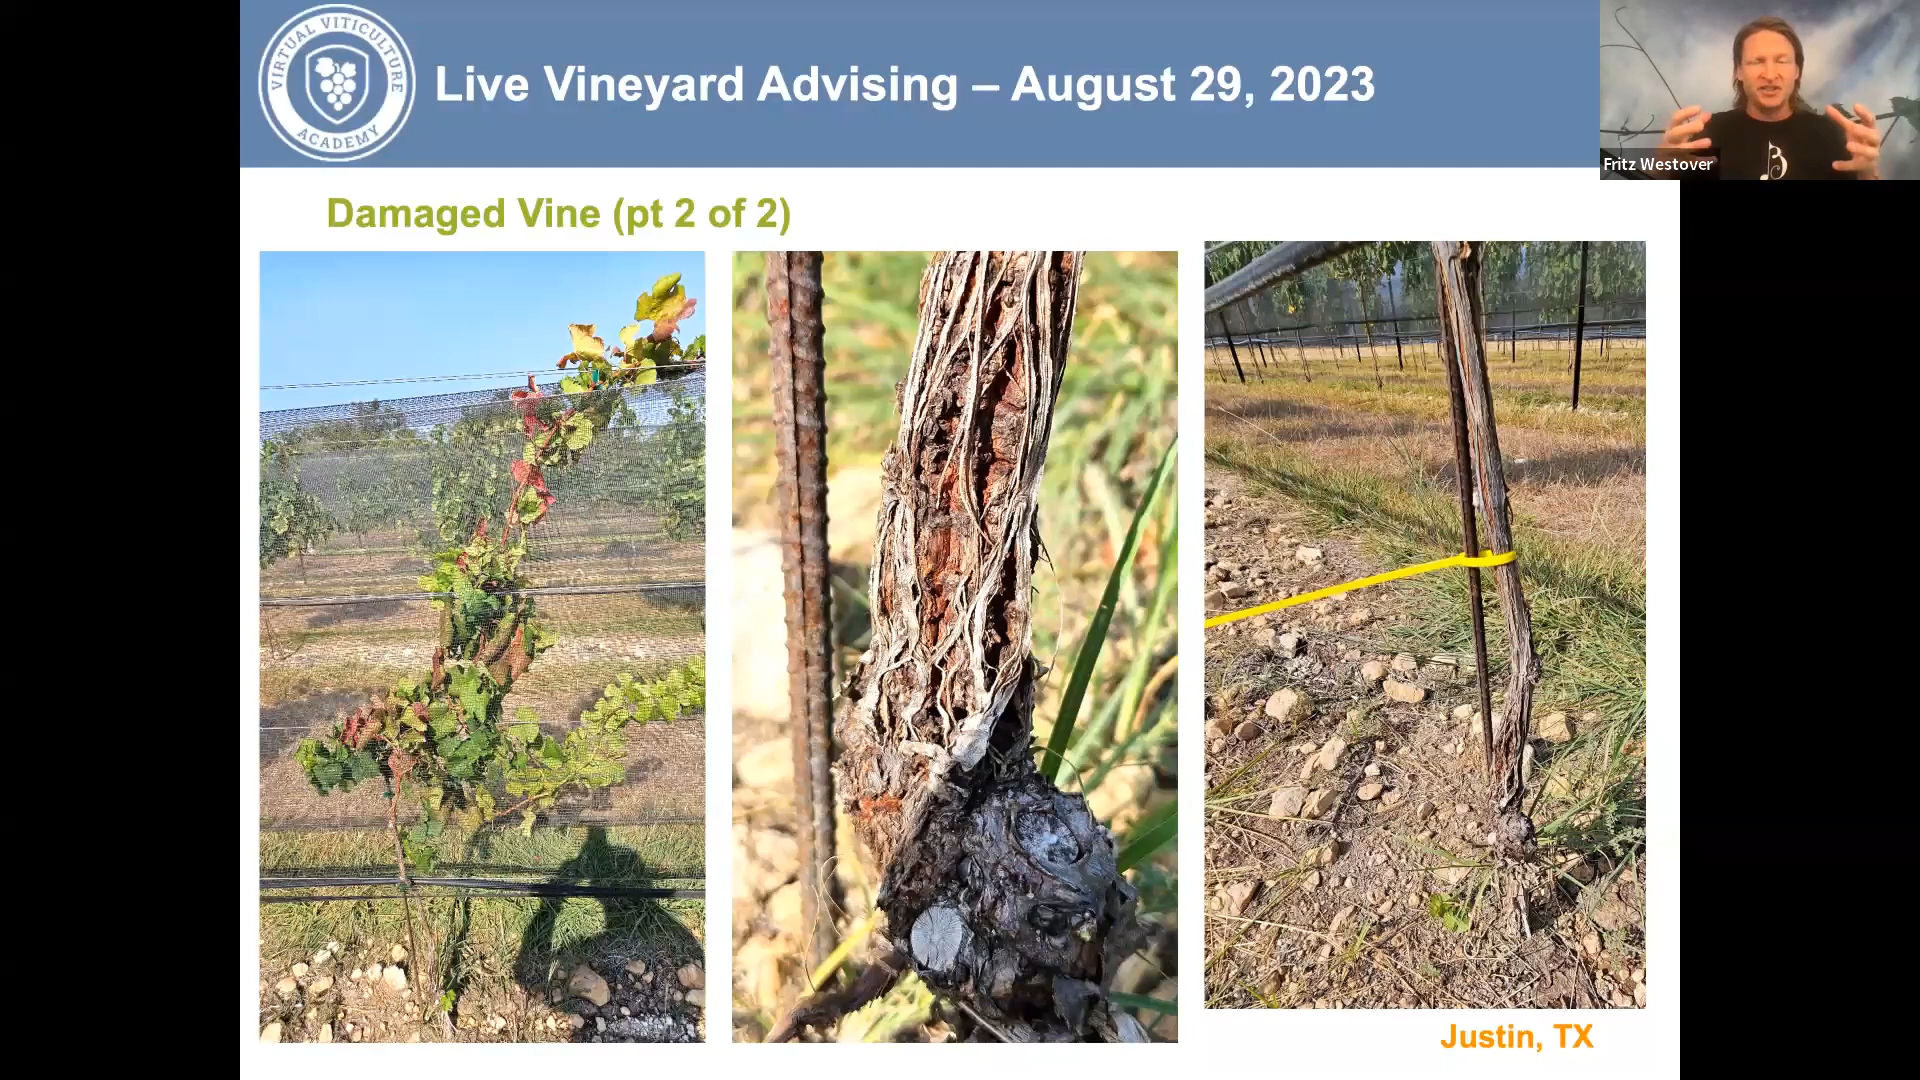 VIRTUAL VITICULTURE
ACADEMY
Live Vineyard Advising – August 29, 2023
Fritz Westover
Damaged Vine (pt 2 of 2)
Justin, TX